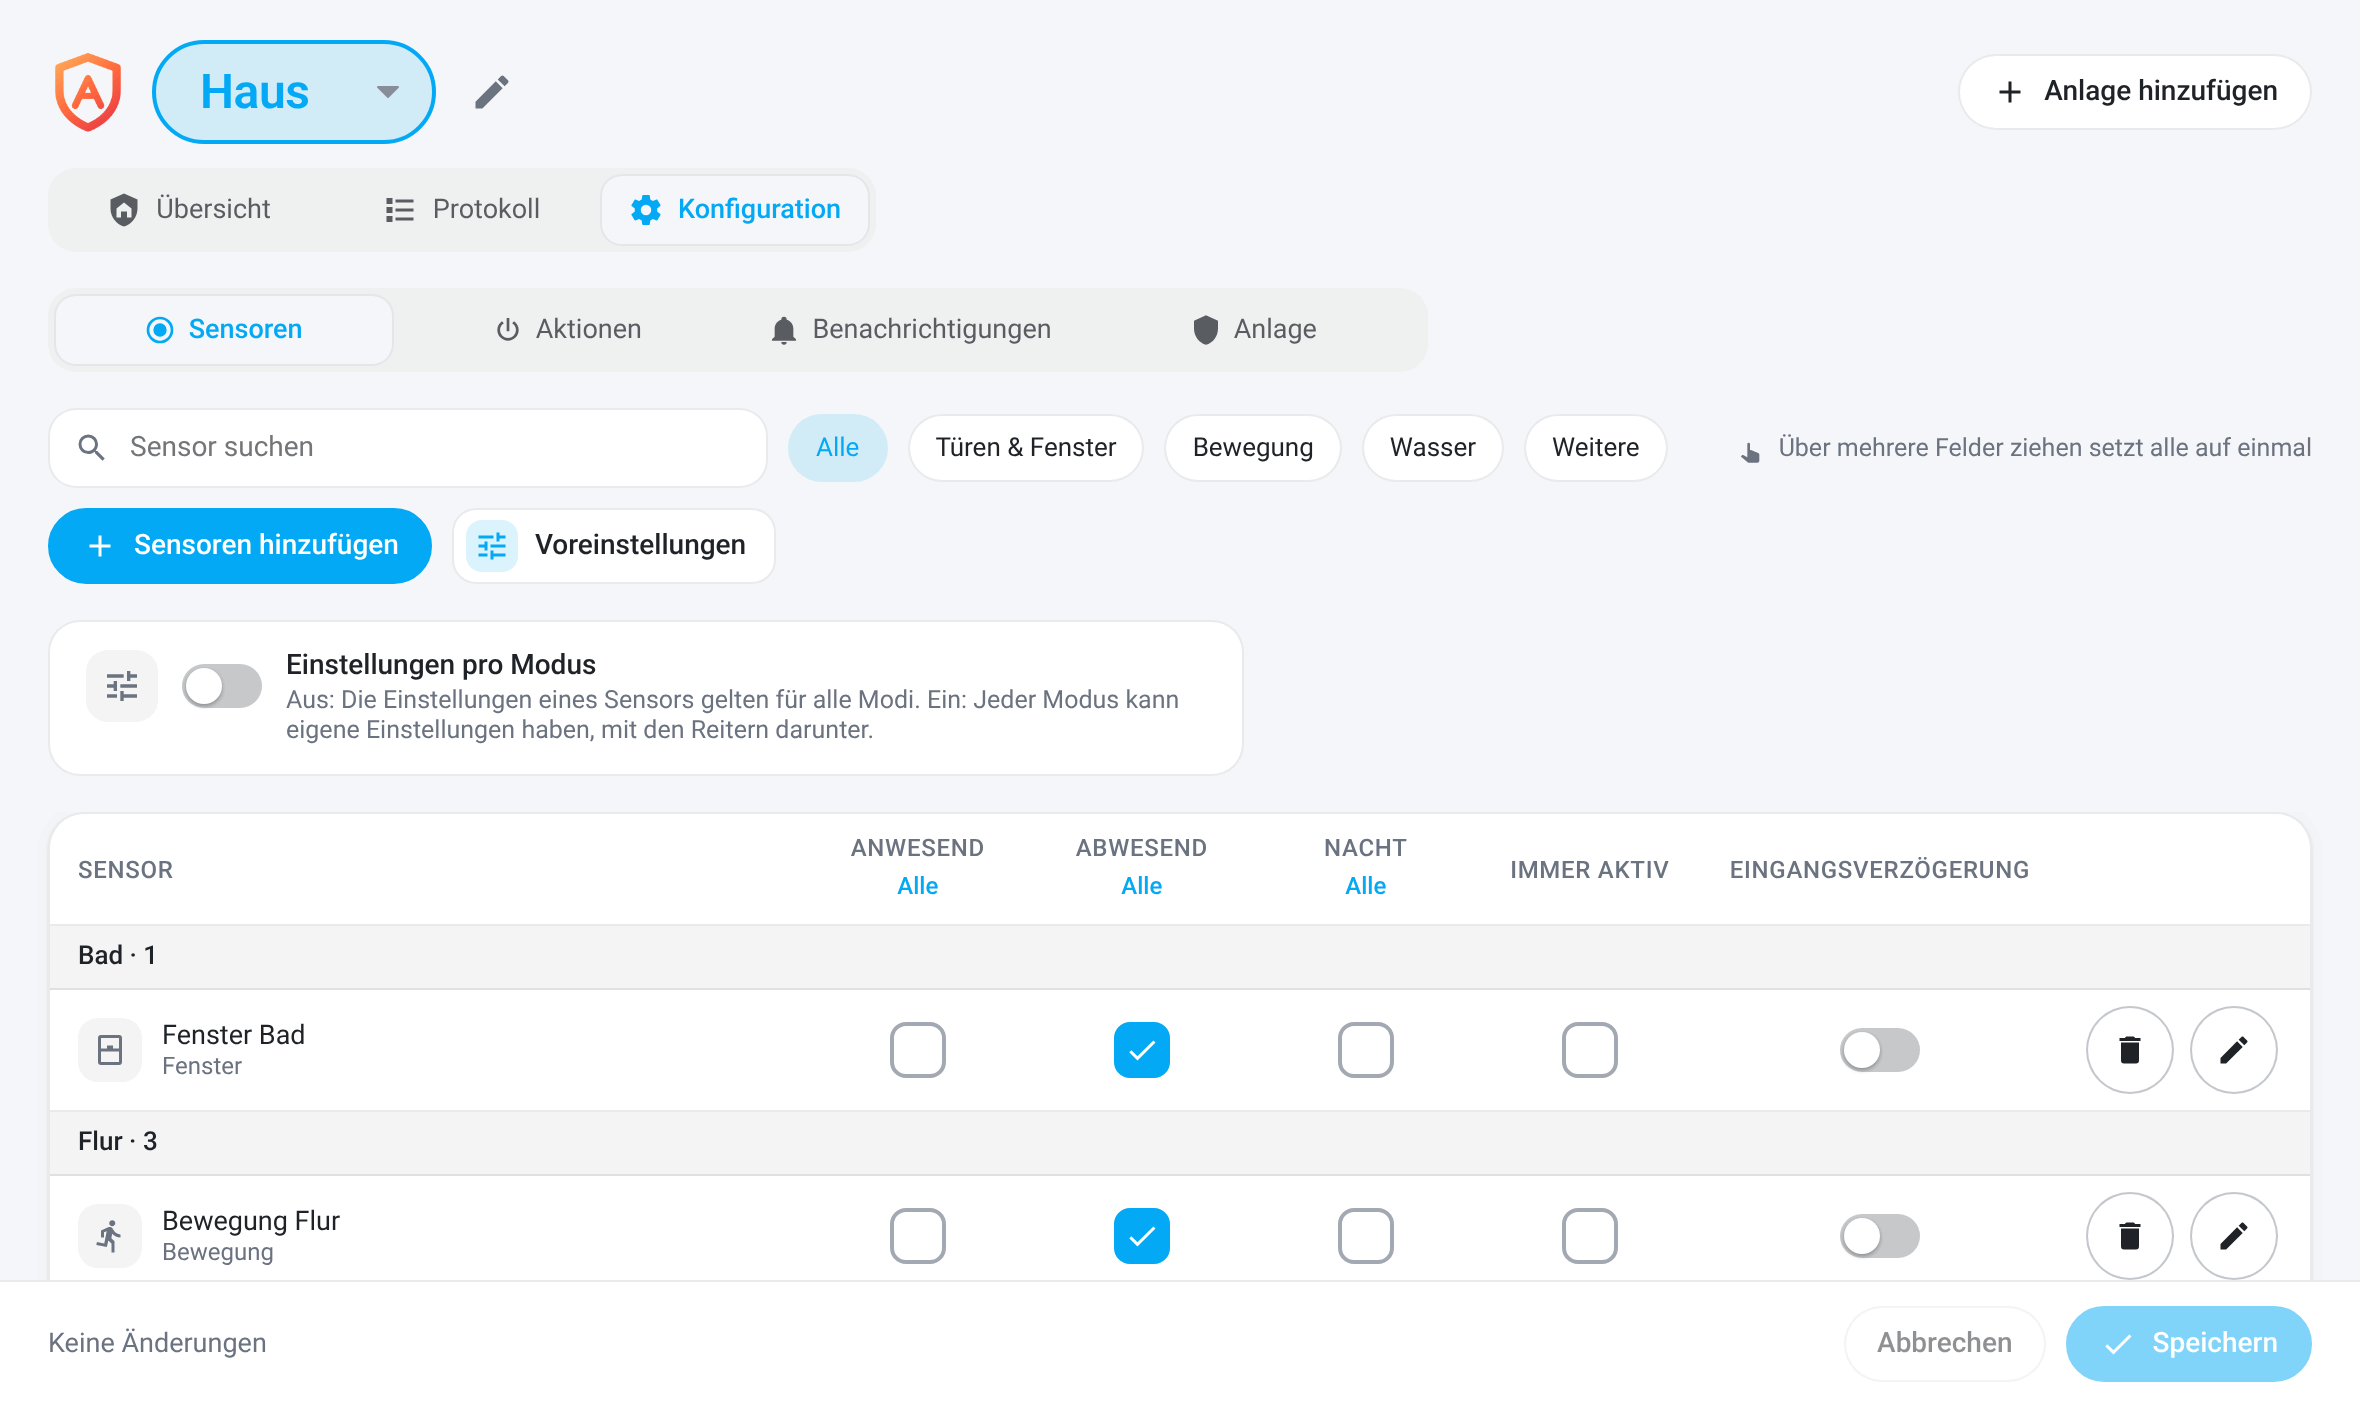 Haus
Anlage hinzufügen
Übersicht
Protokoll
Konfiguration
Sensoren
Aktionen
Benachrichtigungen
Anlage
Sensor suchen
Alle
Türen & Fenster
Bewegung
Wasser
Weitere
Über mehrere Felder ziehen setzt alle auf einmal
Sensoren hinzufügen
Voreinstellungen
Einstellungen pro Modus
Aus: Die Einstellungen eines Sensors gelten für alle Modi. Ein: Jeder Modus kann
eigene Einstellungen haben, mit den Reitern darunter.
SENSOR
ANWESEND
Alle
ABWESEND
Alle
NACHT
Alle
IMMER AKTIV
EINGANGSVERZÖGERUNG
Bad · 1
Fenster Bad
Fenster
Flur · 3
Bewegung Flur
Bewegung
Keine Änderungen
Abbrechen
Speichern